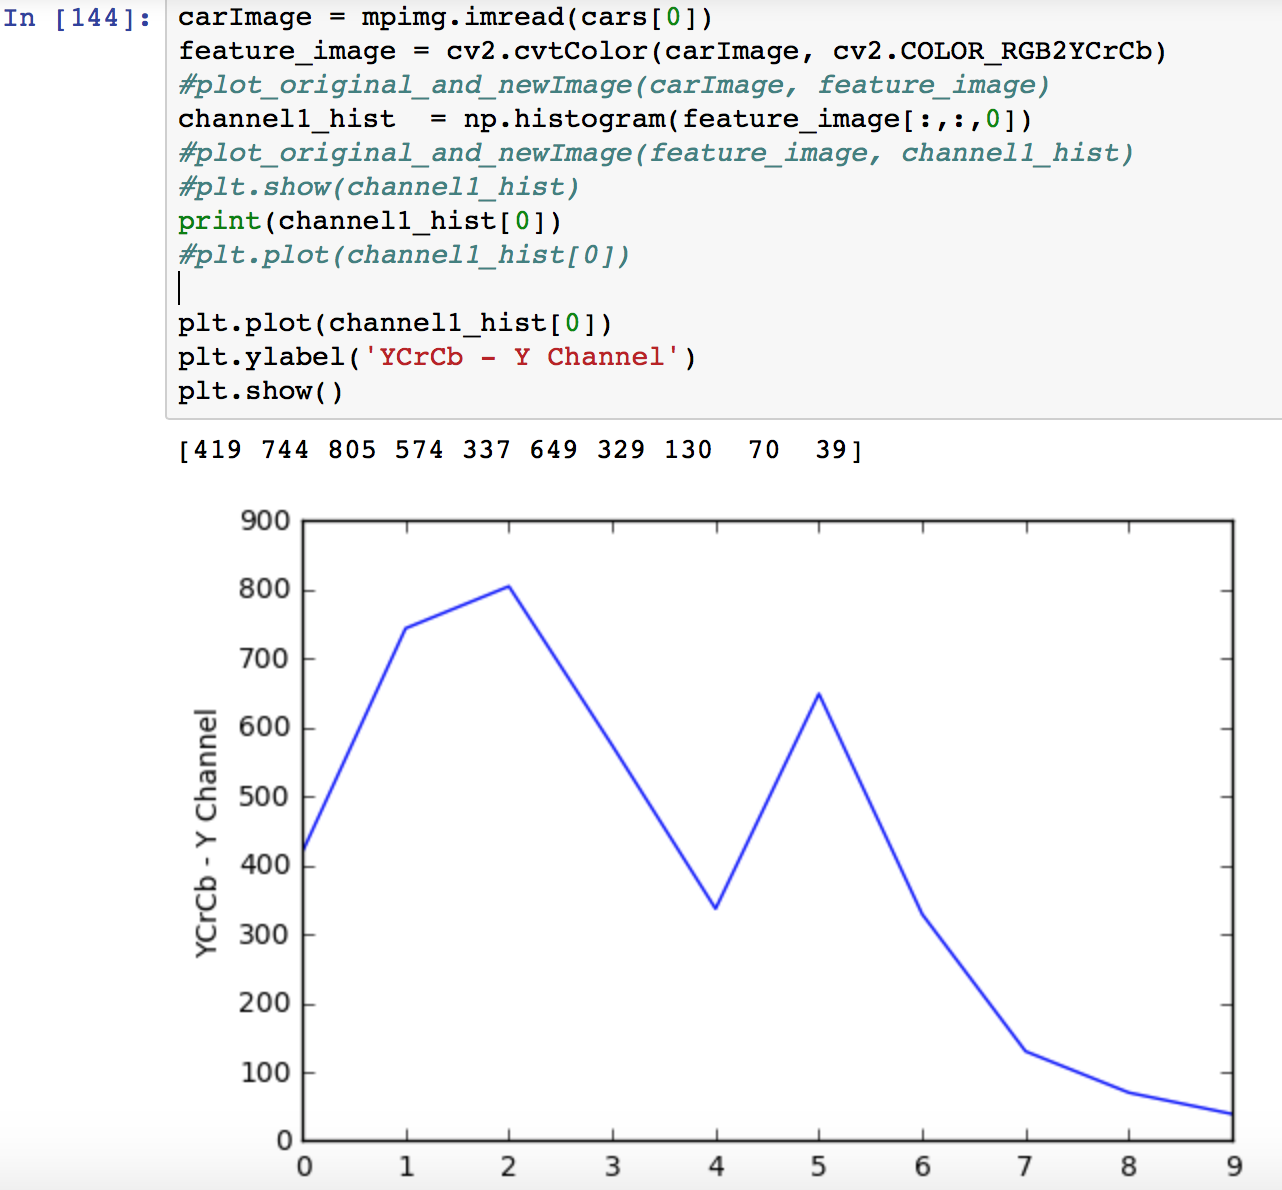 In [144]: carImage = mpimg.imread(cars[0])
feature_image = cv2.cvtColor(carImage, cv2.COLOR_RGB2YCrCb)
#plot_original_and_newImage(carImage, feature_image)
channel1_hist  = np.histogram(feature_image[:,:,0])
#plot_original_and_newImage(feature_image, channel1_hist)
#plt.show(channel1_hist)
print(channel1_hist[0])
#plt.plot(channel1_hist[0])
plt.plot(channel1_hist[0])
plt.ylabel('YCrCb - Y Channel')
plt.show()
[419 744 805 574 337 649 329 130  70  39]
900
800
700
600
500
400
300
200
100
0
YCrCb - Y Channel
0 1 2 3 4 5 6 7 8 9